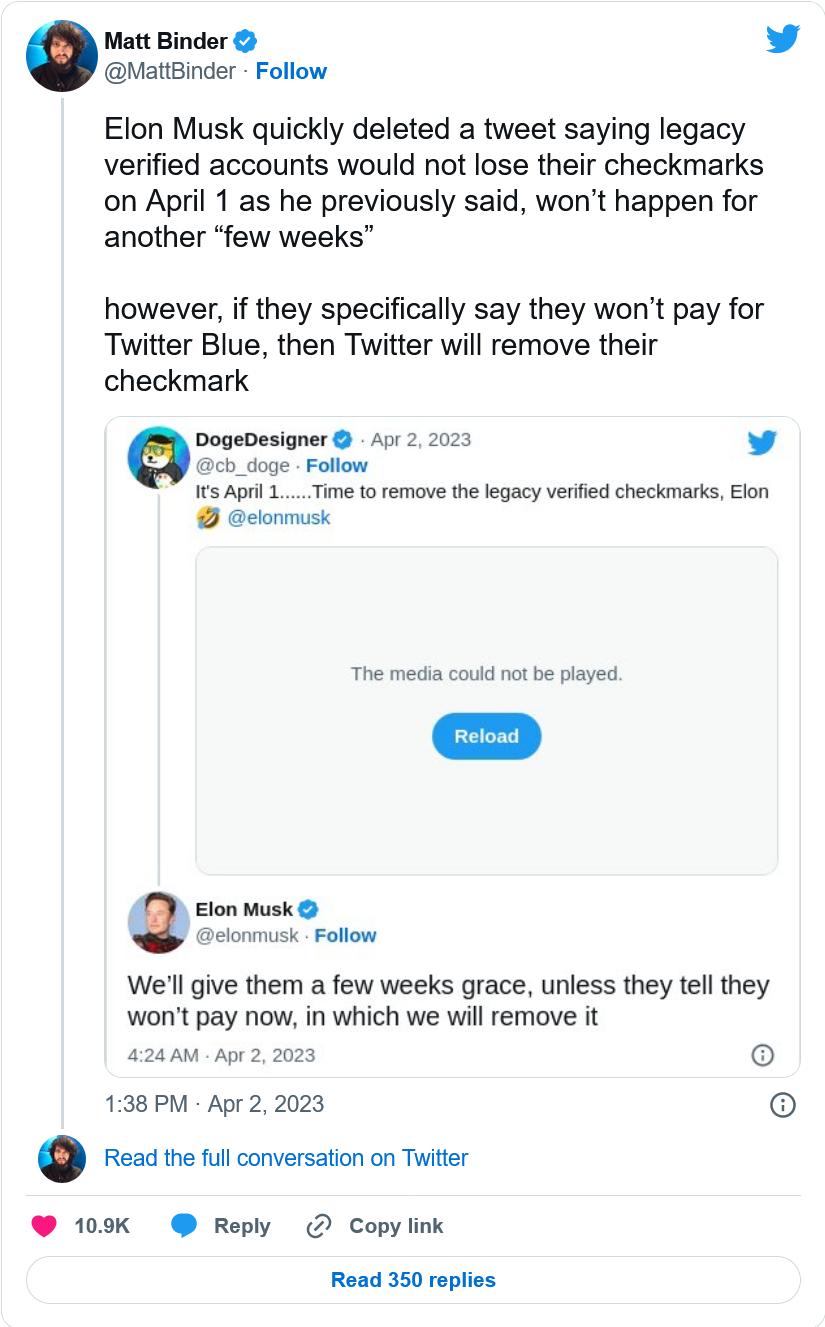 Matt Binder
@MattBinder · Follow
Elon Musk quickly deleted a tweet saying legacy
verified accounts would not lose their checkmarks
on April 1 as he previously said, won’t happen for
another “few weeks”
however, if they specifically say they won’t pay for
Twitter Blue, then Twitter will remove their
checkmark
DogeDesigner · Apr 2, 2023
@cb_doge · Follow
It's April 1......Time to remove the legacy verified checkmarks, Elon
🤣 @elonmusk
The media could not be played.
Reload
Elon Musk
@elonmusk · Follow
We’ll give them a few weeks grace, unless they tell they
won’t pay now, in which we will remove it
4:24 AM · Apr 2, 2023
1:38 PM · Apr 2, 2023
Read the full conversation on Twitter
10.9K Reply Copy link
Read 350 replies